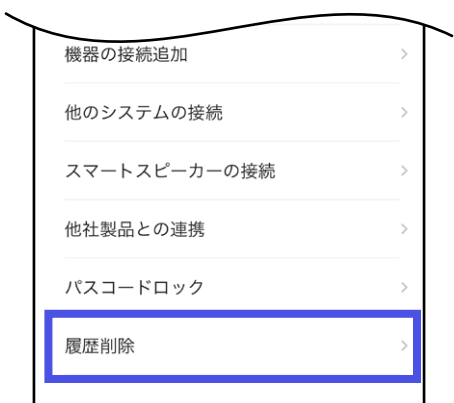 機器の接続追加
他のシステムの接続
スマートスピーカーの接続
他社製品との連携
パスコードロック
履歴削除